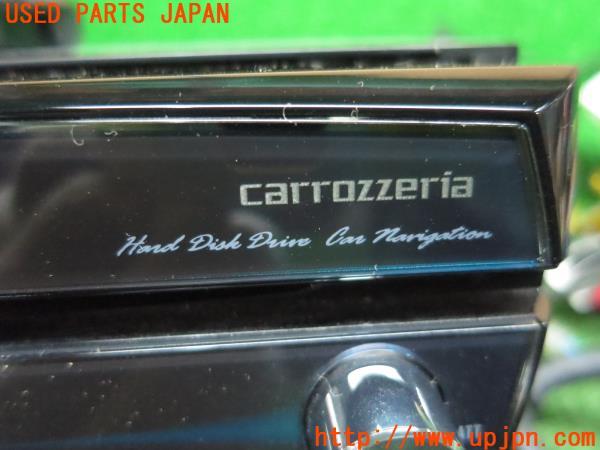 USED PARTS JAPAN
carrozzeria
Hard Disk Drive Car Navigation
http://www.upjpn.com